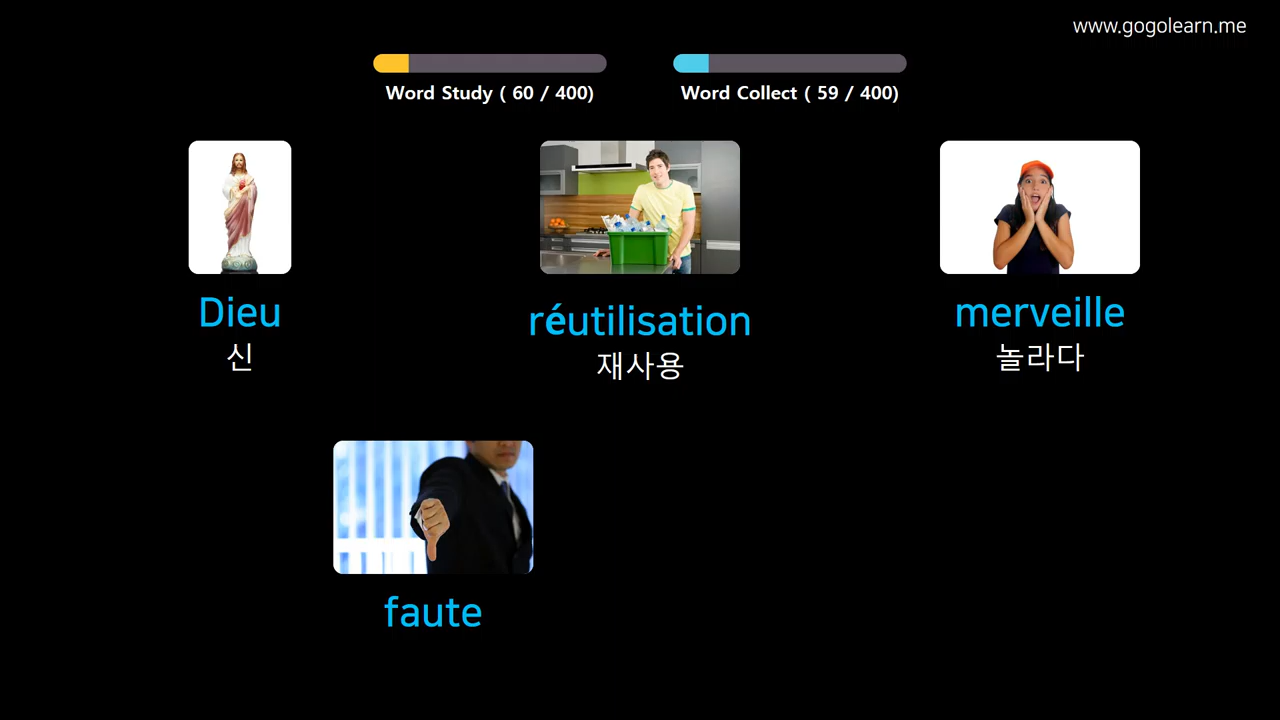 www.gogolearn.me
Word Study ( 60 / 400)
Word Collect ( 59 / 400)
Dieu
신
réutilisation
재사용
merveille
놀라다
faute